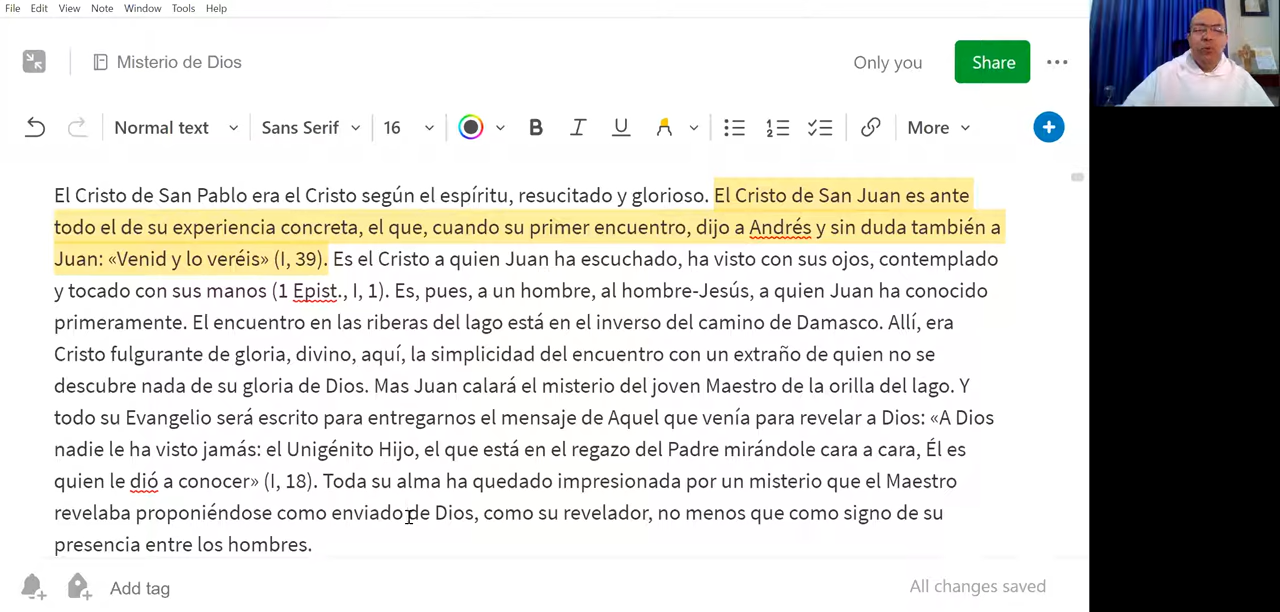 File Edit View Note Window Tools Help
Misterio de Dios Only you Share
Normal text Sans Serif 16 B I U A More
El Cristo de San Pablo era el Cristo según el espíritu, resucitado y glorioso. El Cristo de San Juan es ante
todo el de su experiencia concreta, el que, cuando su primer encuentro, dijo a Andrés y sin duda también a
Juan: «Venid y lo veréis» (I, 39). Es el Cristo a quien Juan ha escuchado, ha visto con sus ojos, contemplado
y tocado con sus manos (1 Epist., I, 1). Es, pues, a un hombre, al hombre-Jesús, a quien Juan ha conocido
primeramente. El encuentro en las riberas del lago está en el inverso del camino de Damasco. Allí, era
Cristo fulgurante de gloria, divino, aquí, la simplicidad del encuentro con un extraño de quien no se
descubre nada de su gloria de Dios. Mas Juan calará el misterio del joven Maestro de la orilla del lago. Y
todo su Evangelio será escrito para entregarnos el mensaje de Aquel que venía para revelar a Dios: «A Dios
nadie le ha visto jamás: el Unigénito Hijo, el que está en el regazo del Padre mirándole cara a cara, Él es
quien le dió a conocer» (I, 18). Toda su alma ha quedado impresionada por un misterio que el Maestro
revelaba proponiéndose como enviado de Dios, como su revelador, no menos que como signo de su
presencia entre los hombres.
Add tag All changes saved